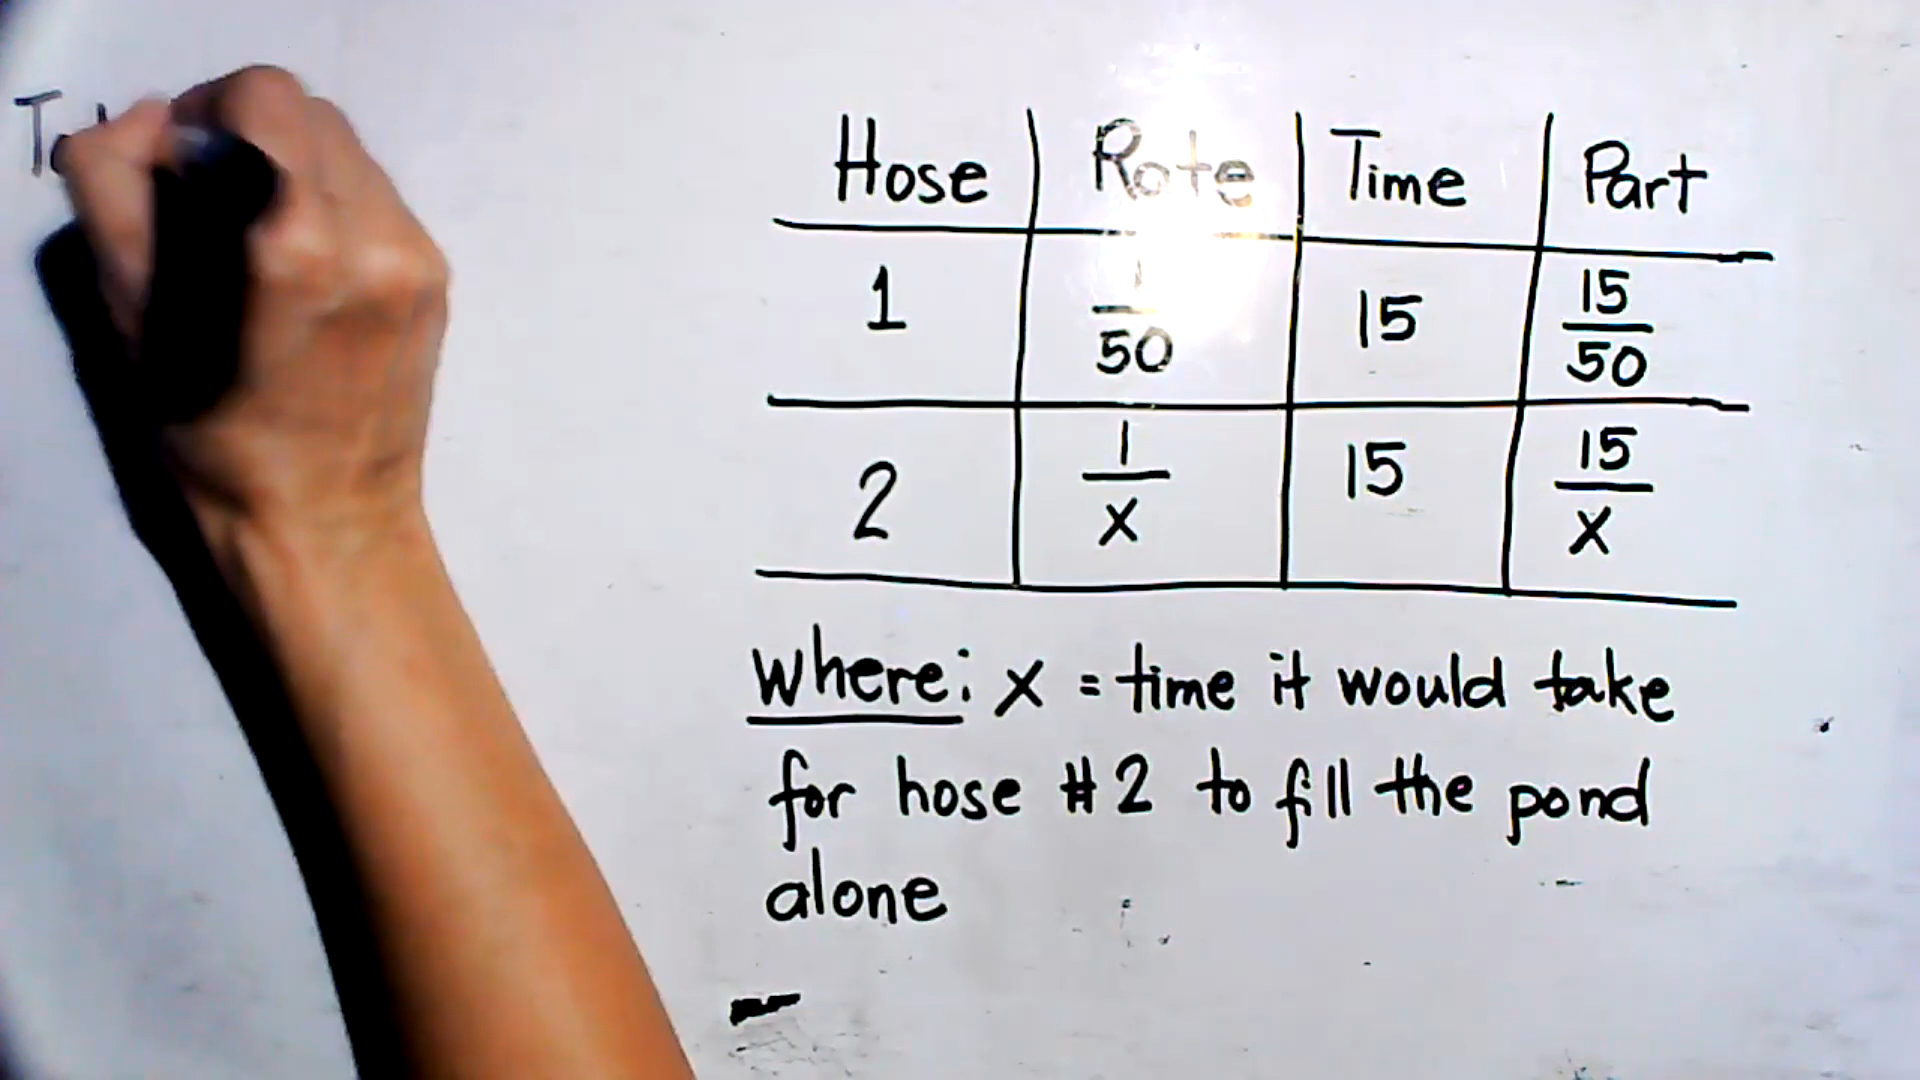 Hose Rate Time Part
1 1/50 15 15/50
2 1/x 15 15/x
where: x = time it would take
for hose #2 to fill the pond
alone